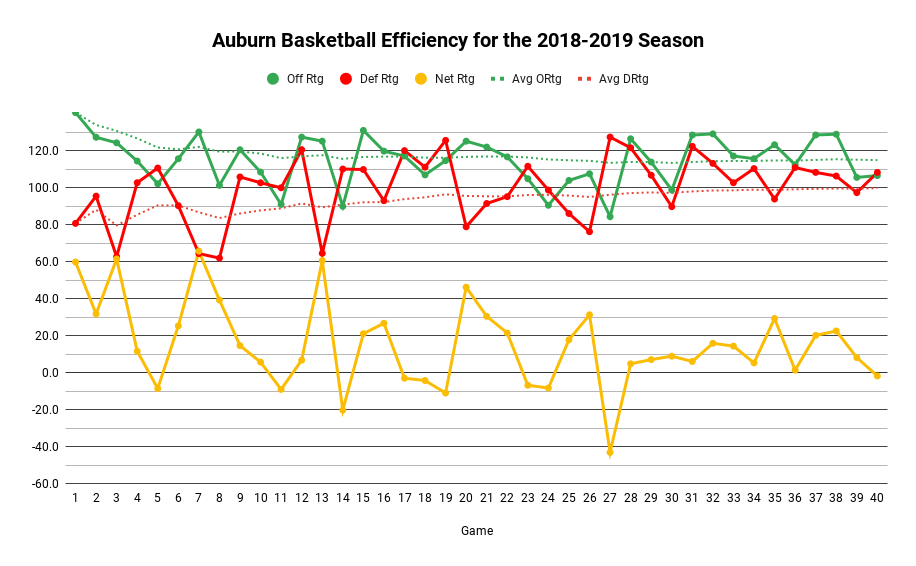 Auburn Basketball Efficiency for the 2018-2019 Season
Off Rtg Def Rtg Net Rtg Avg ORtg Avg DRtg
120.0
100.0
80.0
60.0
40.0
20.0
0.0
-20.0
-40.0
-60.0
1 2 3 4 5 6 7 8 9 10 11 12 13 14 15 16 17 18 19 20 21 22 23 24 25 26 27 28 29 30 31 32 33 34 35 36 37 38 39 40
Game